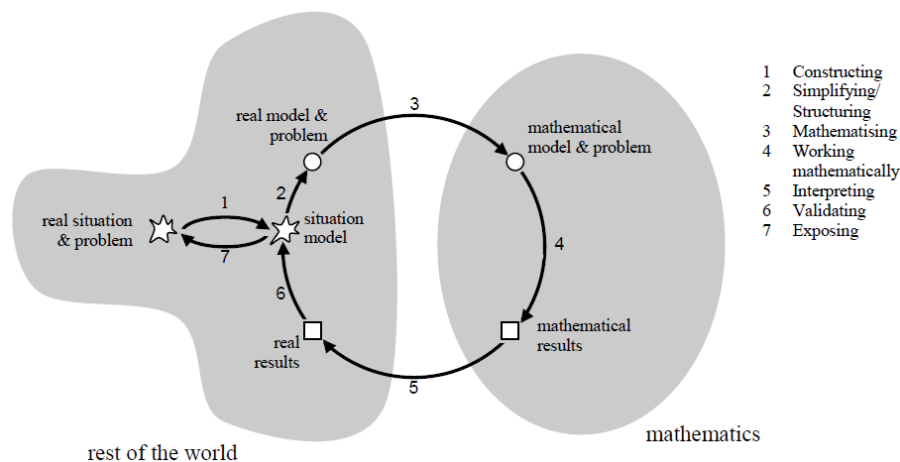 3
real model &
problem
mathematical
model & problem
2
1
real situation
& problem
situation
model
7
4
6
real
results
mathematical
results
5
rest of the world
mathematics
1 Constructing
2 Simplifying/
Structuring
3 Mathematising
4 Working
mathematically
5 Interpreting
6 Validating
7 Exposing